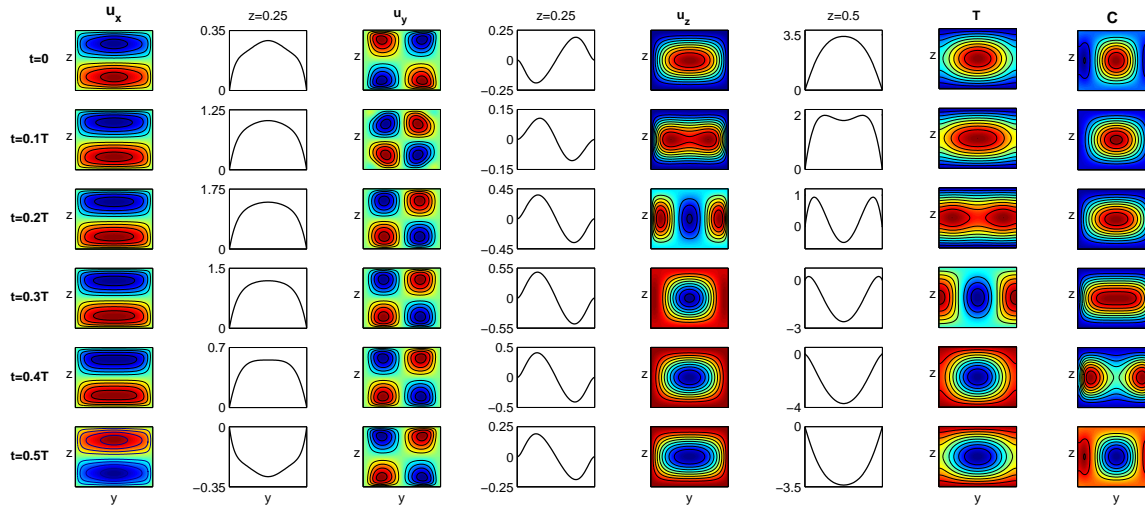 u_x z=0.25 u_y z=0.25 u_z z=0.5 T C
t=0 z 0.35 0 z 0.25 0 −0.25 z 3.5 0 z z
t=0.1T z 1.25 0 z 0.15 0 −0.15 z 2 0 z z
t=0.2T z 1.75 0 z 0.45 0 −0.45 z 1 0 z z
t=0.3T z 1.5 0 z 0.55 0 −0.55 z 0 −3 z z
t=0.4T z 0.7 0 z 0.5 0 −0.5 z 0 −4 z z
t=0.5T z 0 −0.35 z 0.25 0 −0.25 z 0 −3.5 z z
y y y y y y y y